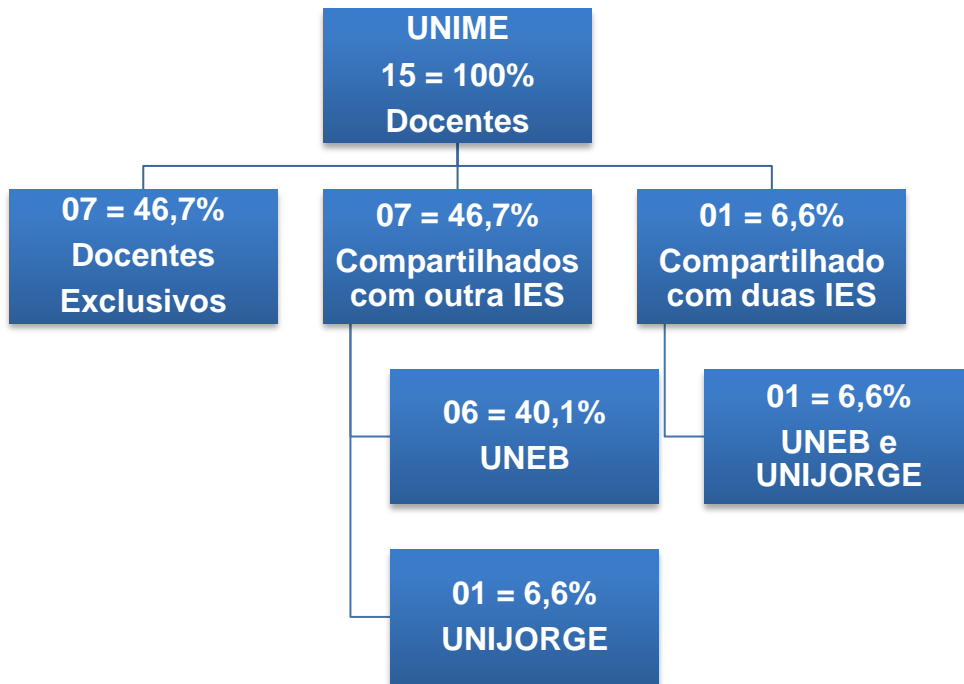 UNIME
15 = 100%
Docentes
07 = 46,7%
Docentes
Exclusivos
07 = 46,7%
Compartilhados
com outra IES
01 = 6,6%
Compartilhado
com duas IES
06 = 40,1%
UNEB
01 = 6,6%
UNEB e
UNIJORGE
01 = 6,6%
UNIJORGE